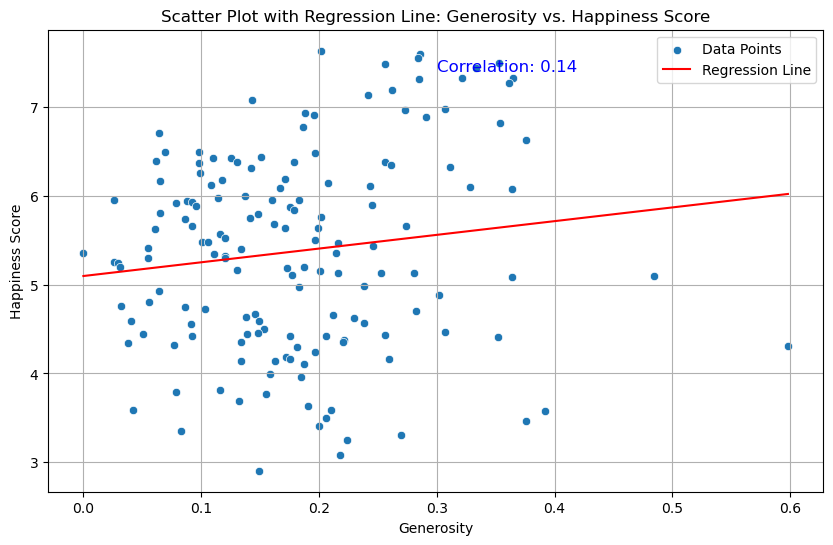 Scatter Plot with Regression Line: Generosity vs. Happiness Score
Correlation: 0.14
Data Points
Regression Line
Happiness Score
7
6
5
4
3
0.0 0.1 0.2 0.3 0.4 0.5 0.6
Generosity